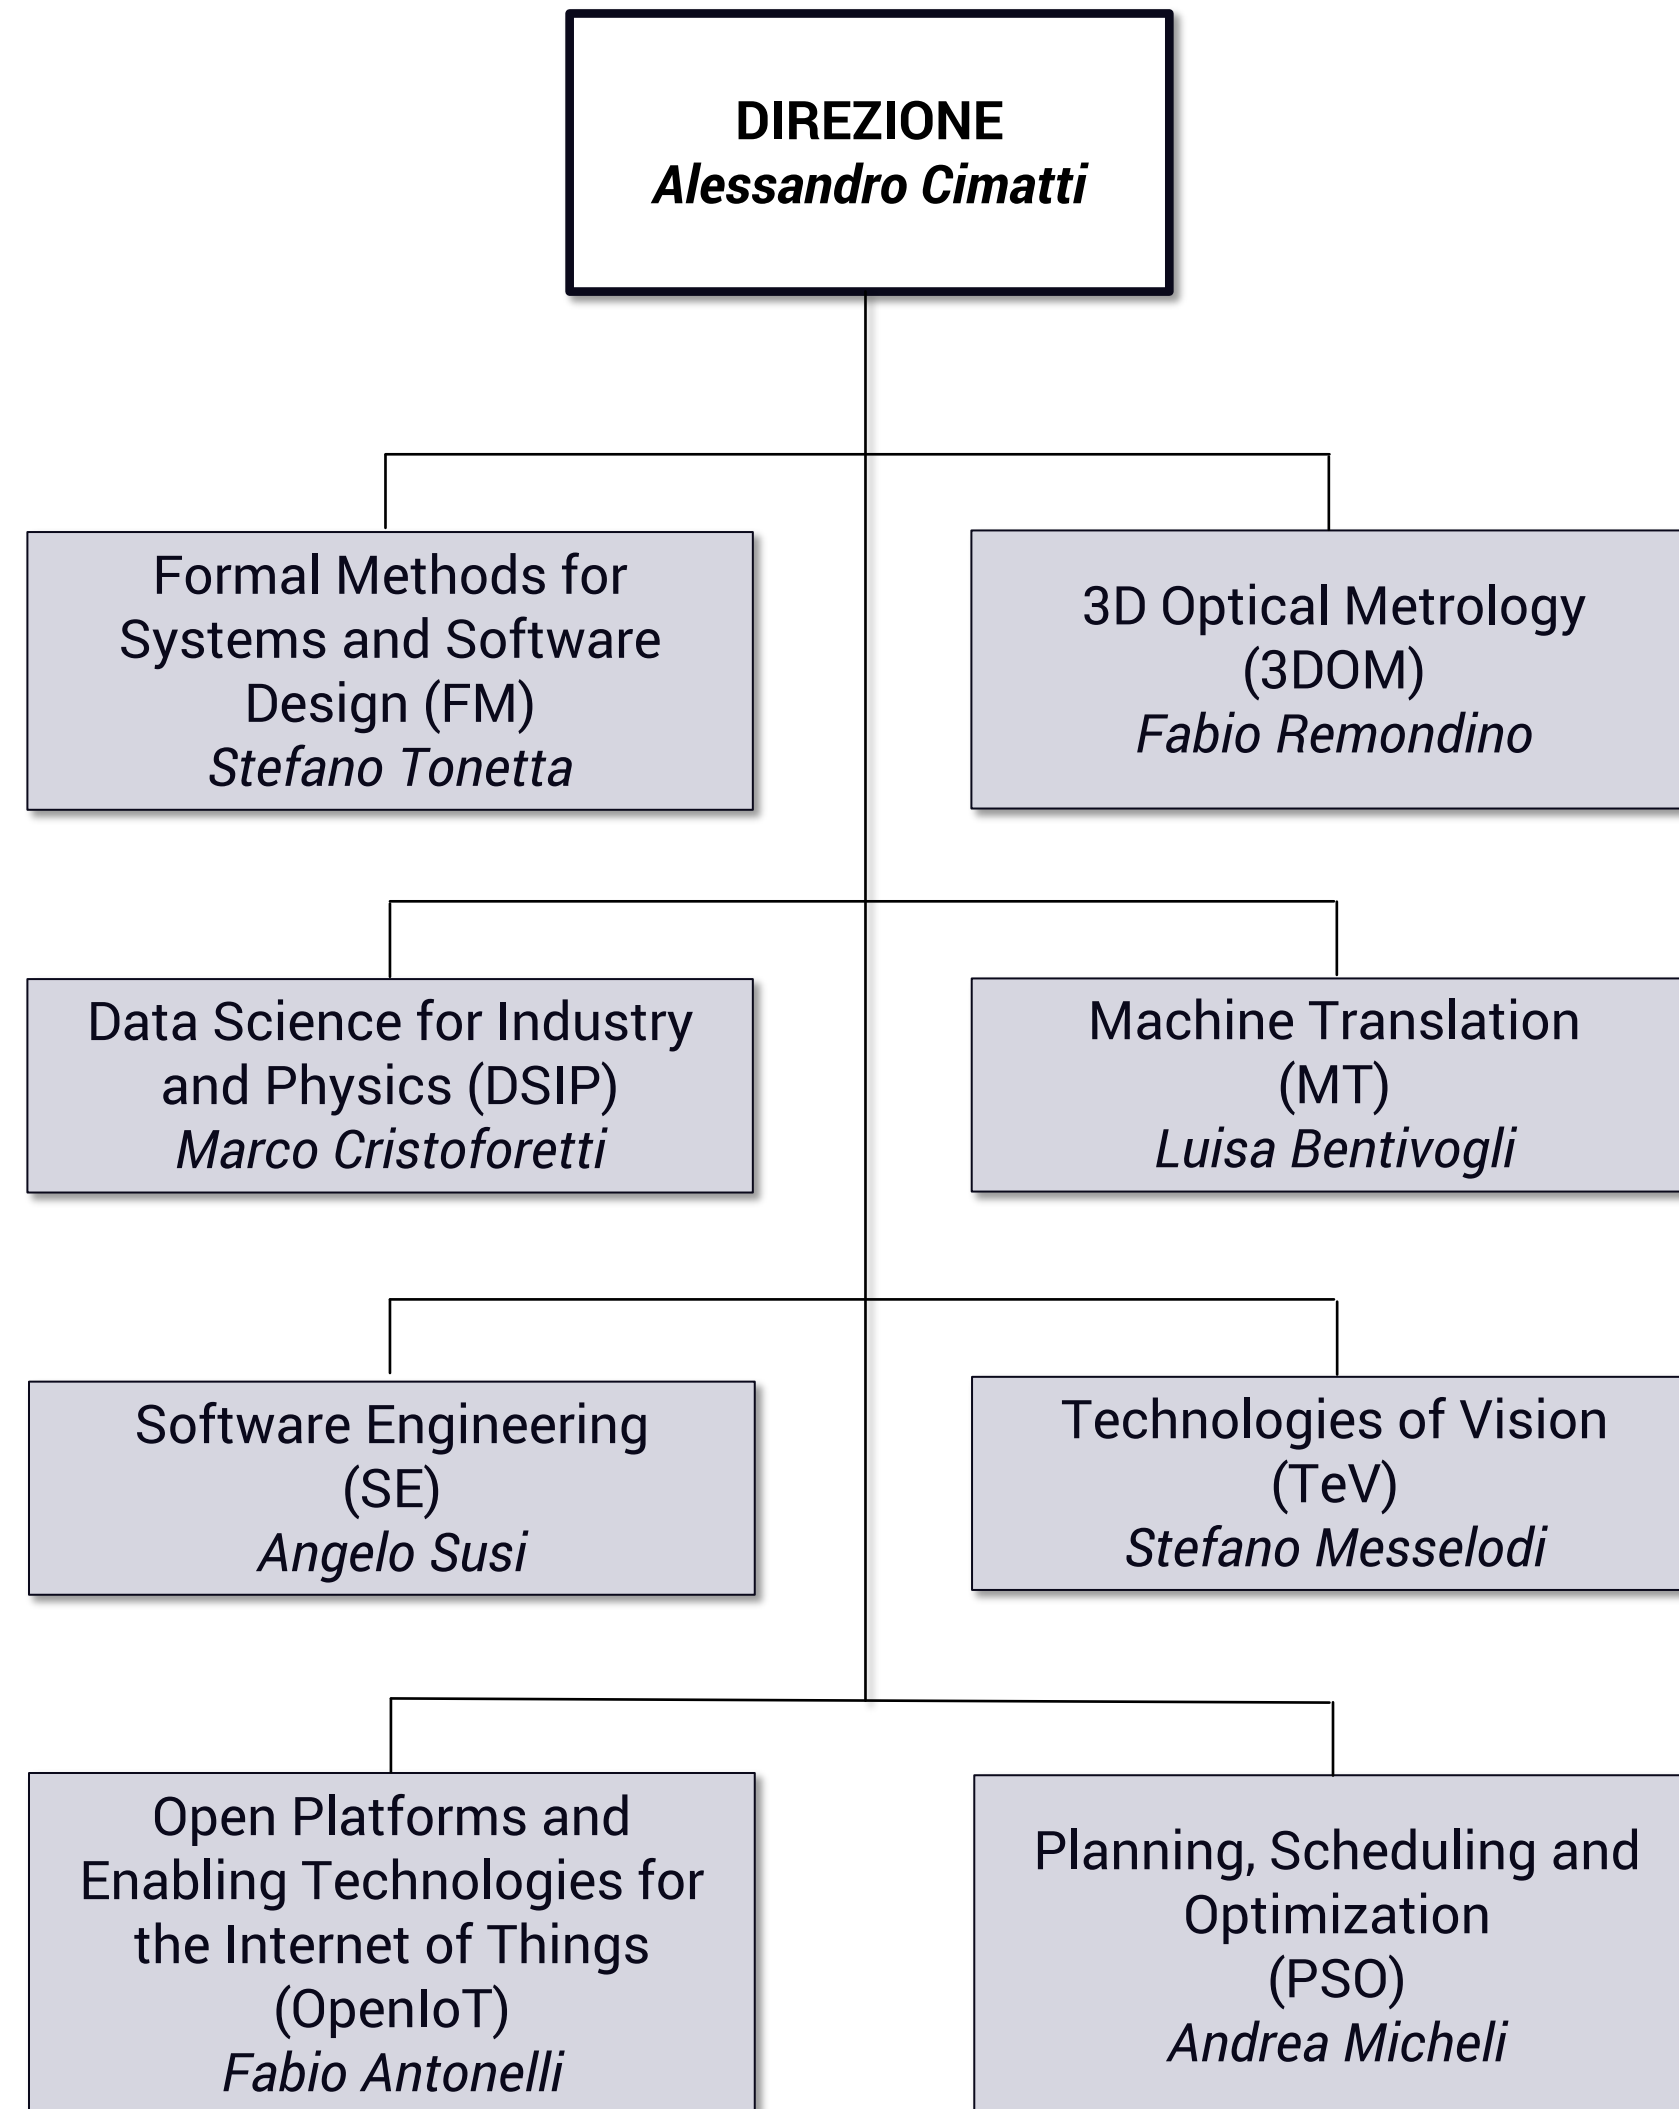 DIREZIONE
Alessandro Cimatti
Formal Methods for
Systems and Software
Design (FM)
Stefano Tonetta
3D Optical Metrology
(3DOM)
Fabio Remondino
Data Science for Industry
and Physics (DSIP)
Marco Cristoforetti
Machine Translation
(MT)
Luisa Bentivogli
Software Engineering
(SE)
Angelo Susi
Technologies of Vision
(TeV)
Stefano Messelodi
Open Platforms and
Enabling Technologies for
the Internet of Things
(OpenIoT)
Fabio Antonelli
Planning, Scheduling and
Optimization
(PSO)
Andrea Micheli